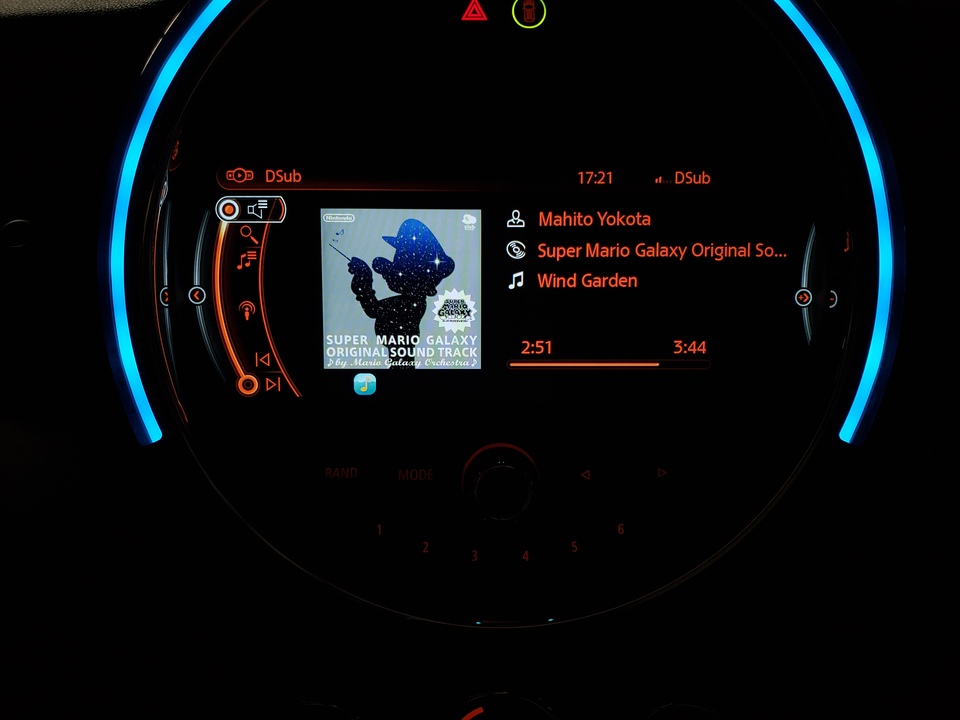 DSub 17:21 DSub
Nintendo
Mahito Yokota
Super Mario Galaxy Original So...
Wind Garden
SUPER MARIO GALAXY
SUPER MARIO GALAXY
ORIGINAL SOUND TRACK
♪ by Mario Galaxy Orchestra ♪
2:51 3:44
BAND MODE
1 2 3 4 5 6